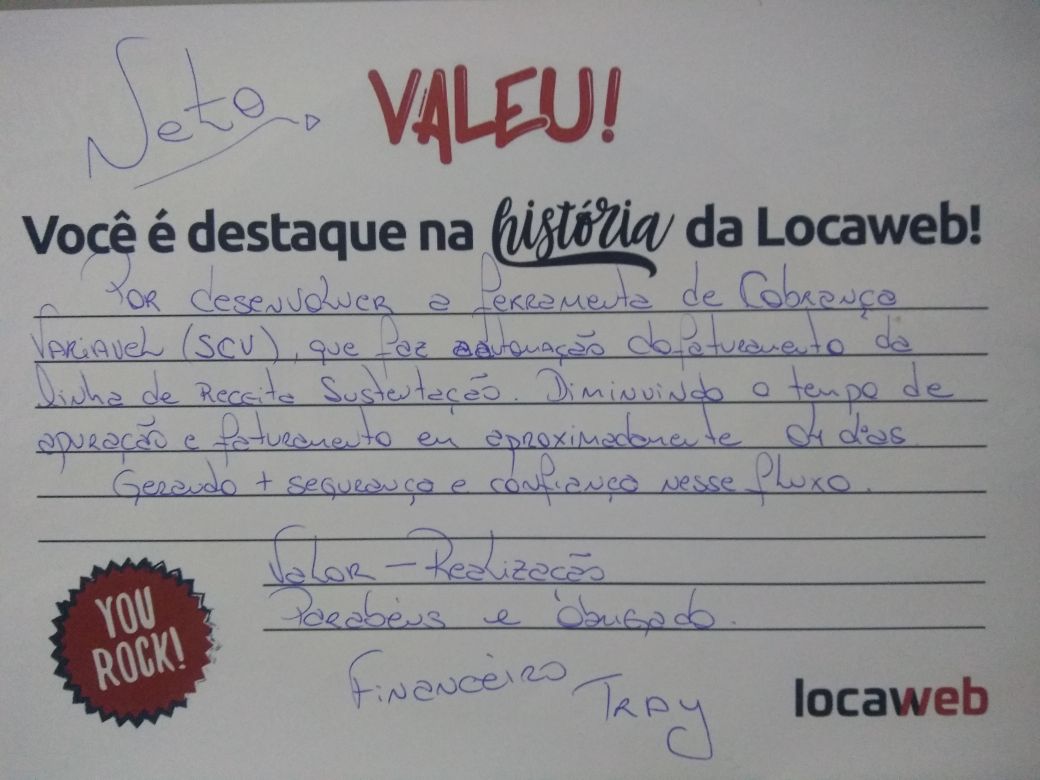 Neto
VALEU!
Você é destaque na história da Locaweb!
Por desenvolver a ferramenta de Cobrança
Variavel (SCV), que faz automação do faturamento da
linha de Receita Sustentação. Diminuindo o tempo de
apuração e faturamento em aproximadamente 04 dias.
Gerando + segurança e confiança nesse fluxo.
Valor - Realização
Parabéns e Obrigado.
YOU
ROCK!
Financeiro Tray
locaweb